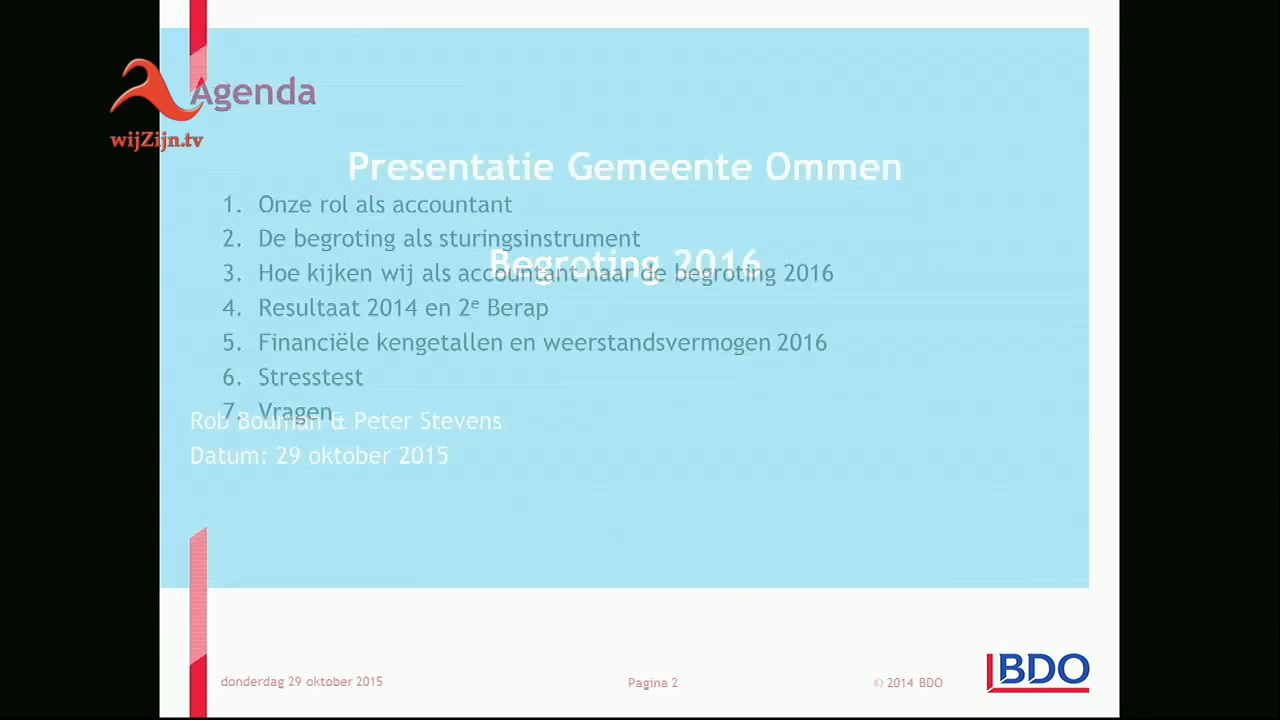 Agenda
wijZijn.tv
Presentatie Gemeente Ommen
1. Onze rol als accountant
2. De begroting als sturingsinstrument
Begroting 2016
3. Hoe kijken wij als accountant naar de begroting 2016
4. Resultaat 2014 en 2e Berap
5. Financiële kengetallen en weerstandsvermogen 2016
6. Stresstest
7. Vragen
Rob Bouman & Peter Stevens
Datum: 29 oktober 2015
donderdag 29 oktober 2015
Pagina 2
© 2014 BDO
BDO